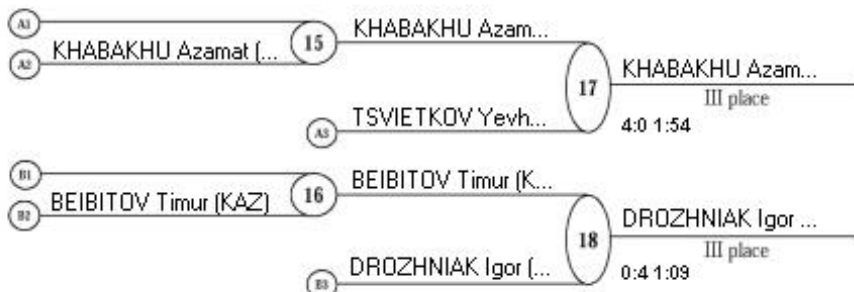 A1
KHABAKHU Azamat (...
A2
15
KHABAKHU Azam...
17
KHABAKHU Azam...
III place
4:0 1:54
TSVIETKOV Yevh...
A3
B1
BEIBITOV Timur (KAZ)
B2
16
BEIBITOV Timur (K...
18
DROZHNIAK Igor ...
III place
0:4 1:09
DROZHNIAK Igor (...
B3